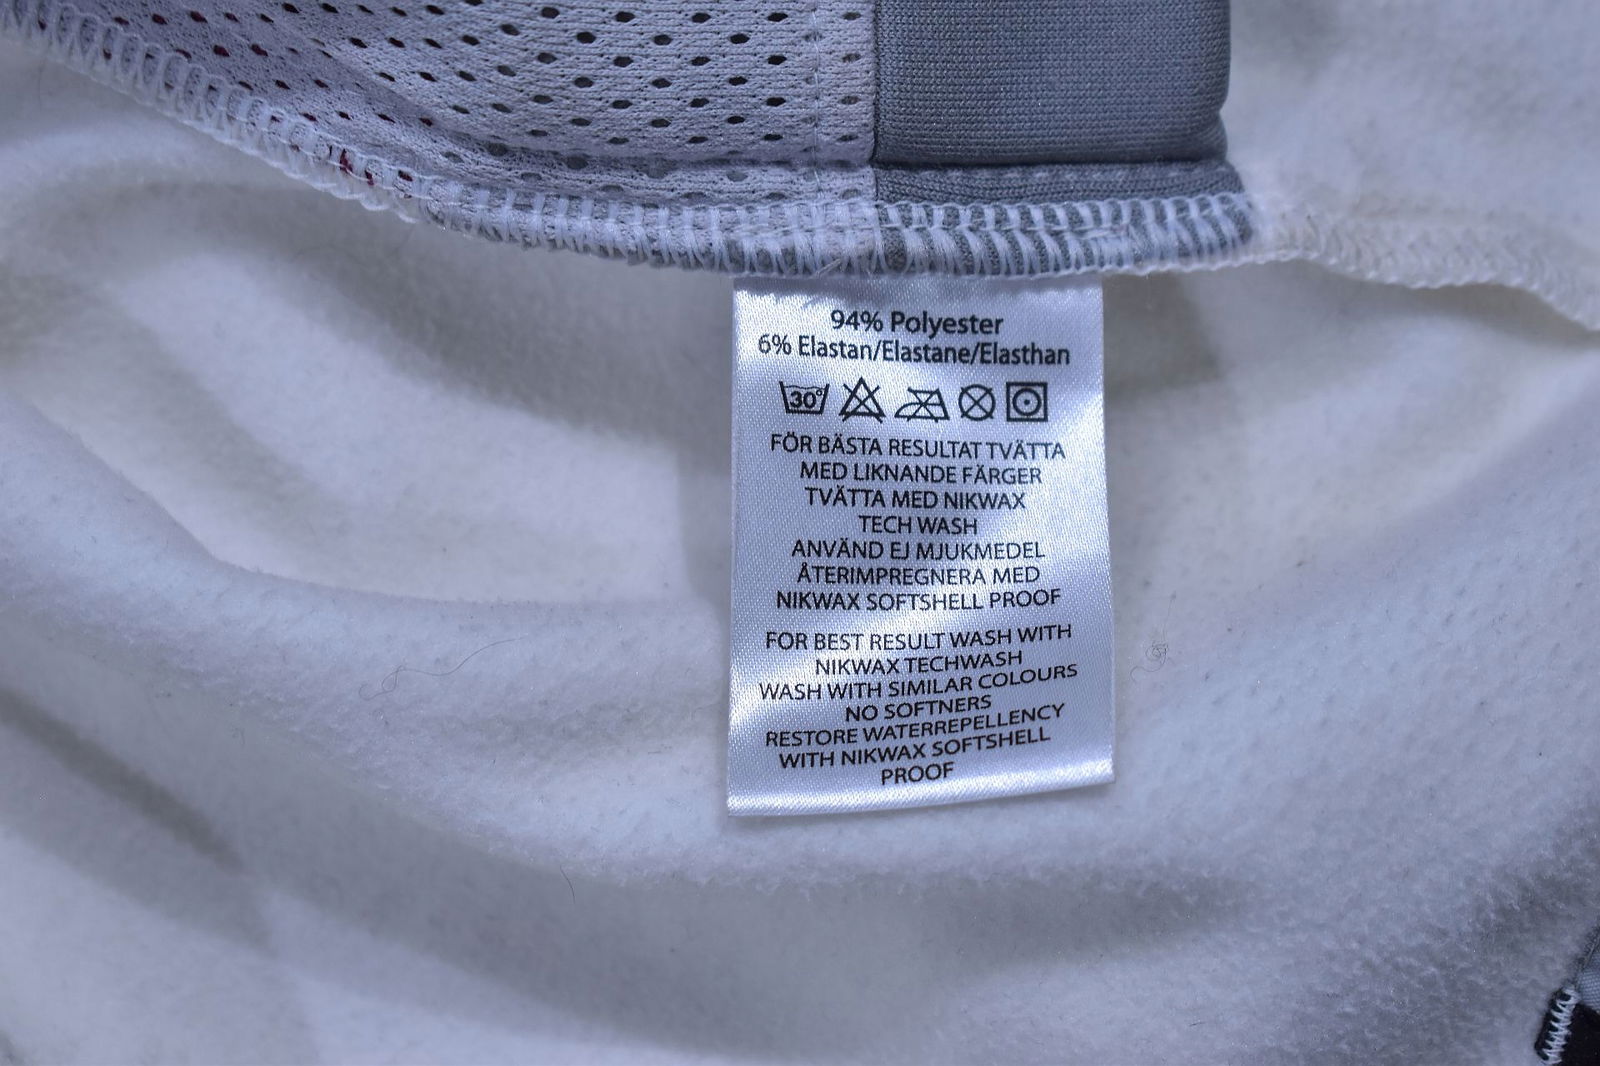 94% Polyester
6% Elastan/Elastane/Elasthan
30°
FÖR BÄSTA RESULTAT TVÄTTA
MED LIKNANDE FÄRGER
TVÄTTA MED NIKWAX
TECH WASH
ANVÄND EJ MJUKMEDEL
ÅTERIMPREGNERA MED
NIKWAX SOFTSHELL PROOF
FOR BEST RESULT WASH WITH
NIKWAX TECHWASH
WASH WITH SIMILAR COLOURS
NO SOFTNERS
RESTORE WATERREPELLENCY
WITH NIKWAX SOFTSHELL
PROOF